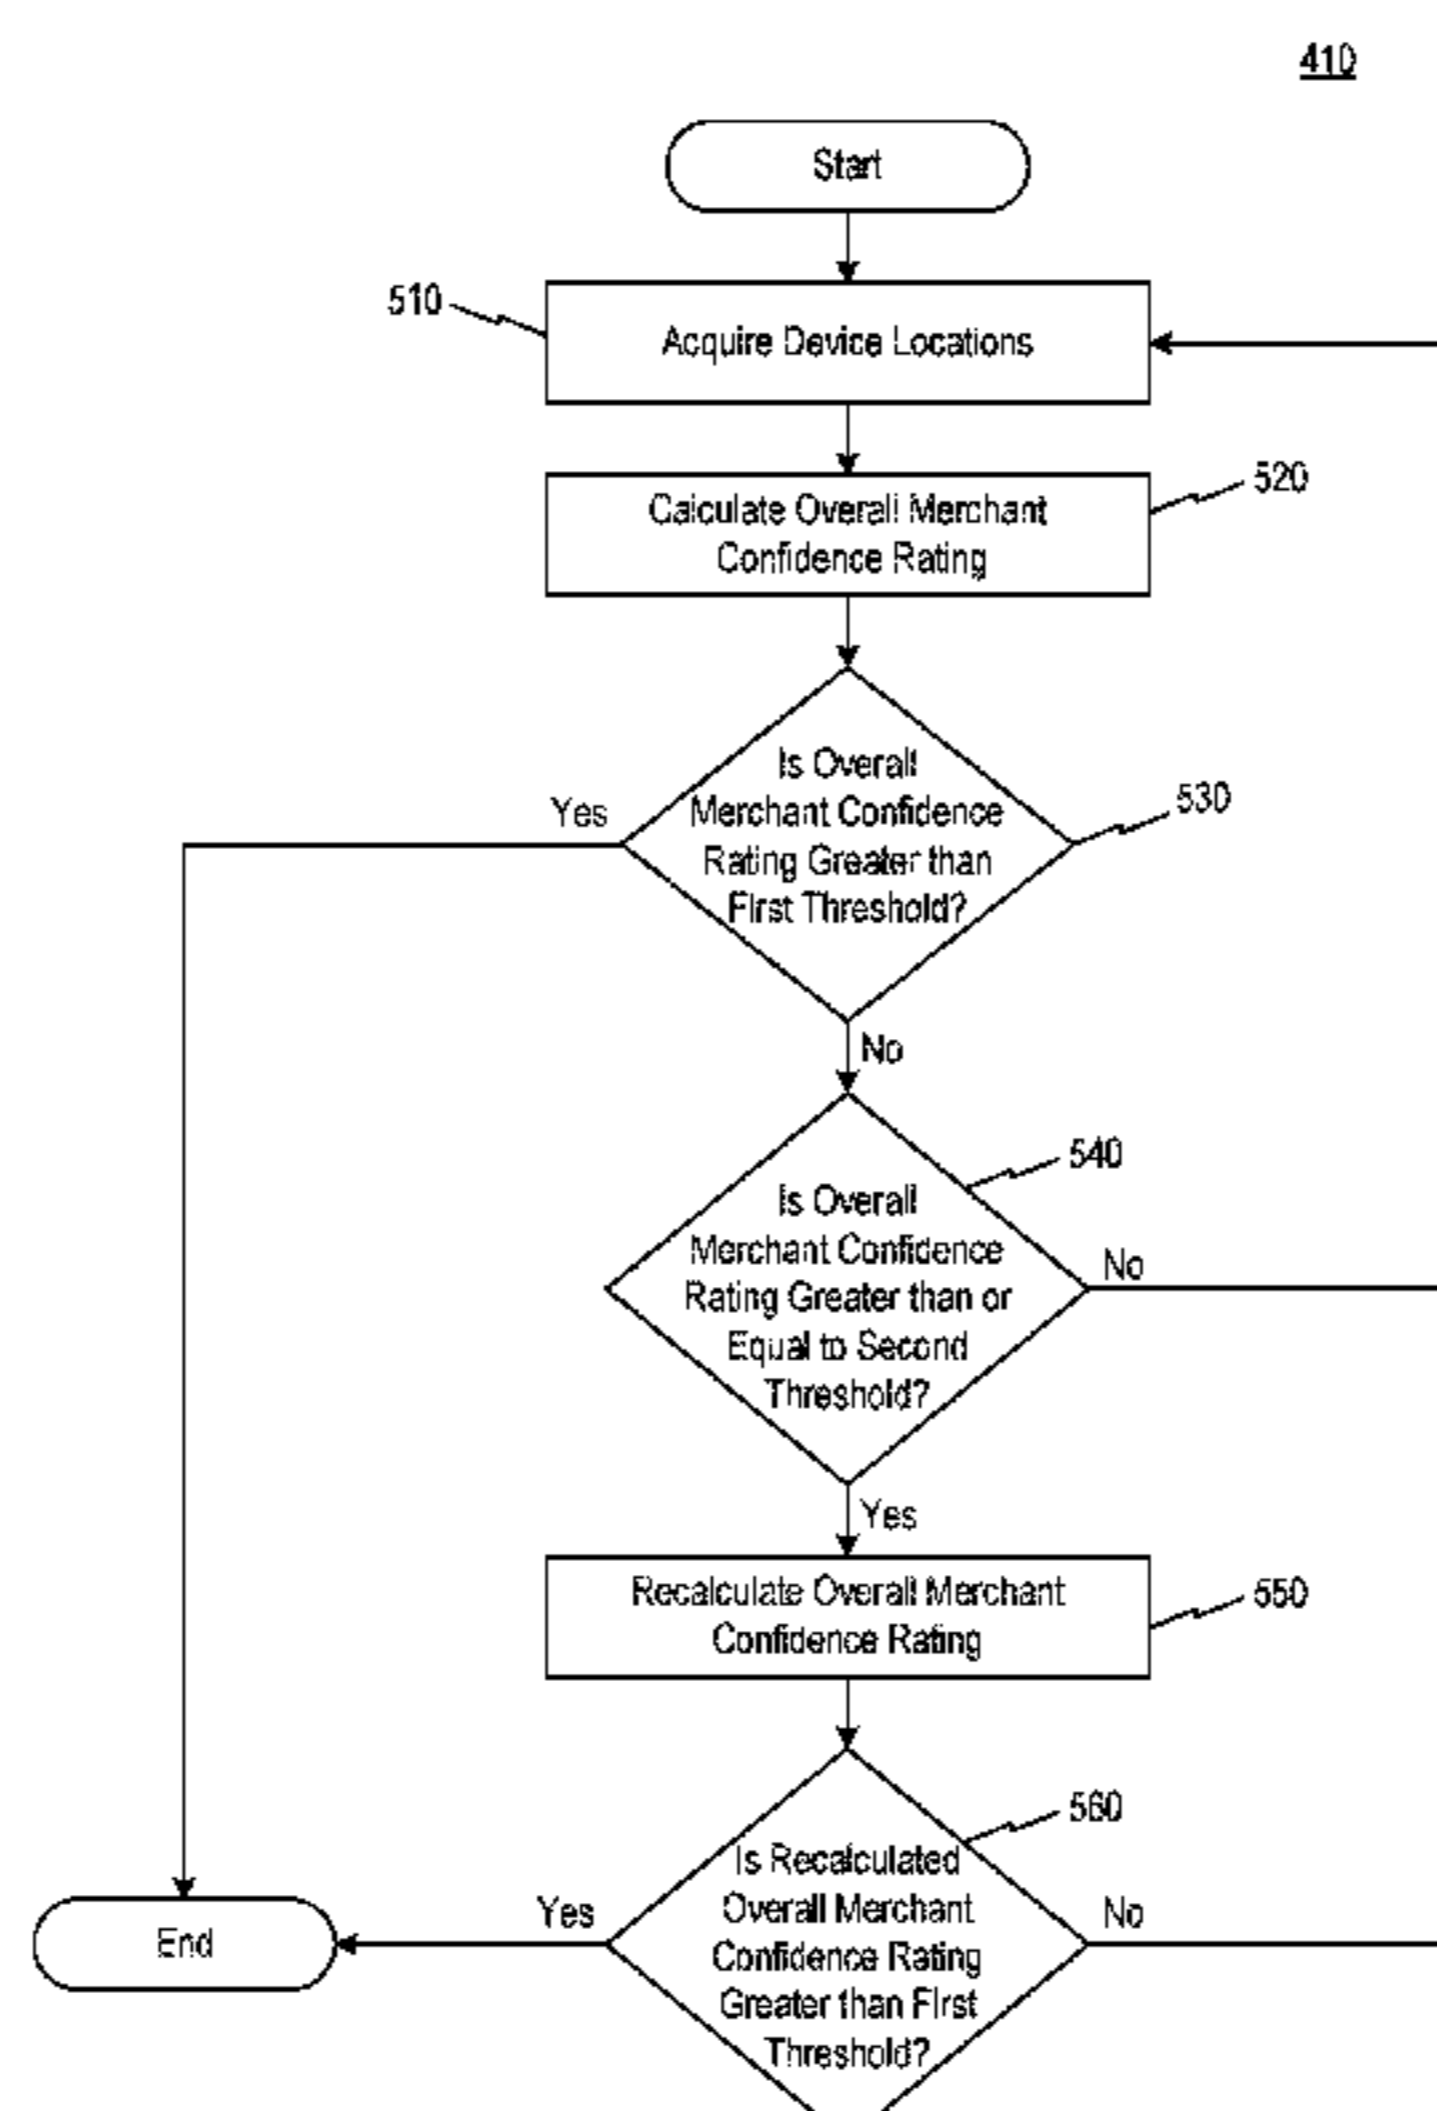 410
Start
510
Acquire Device Locations
520
Calculate Overall Merchant
Confidence Rating
Is Overall
Merchant Confidence
Rating Greater than
First Threshold?
530
Yes
No
540
Is Overall
Merchant Confidence
Rating Greater than or
Equal to Second
Threshold?
No
Yes
Recalculate Overall Merchant
Confidence Rating
550
560
Is Recalculated
Overall Merchant
Confidence Rating
Greater than First
Threshold?
Yes
No
End